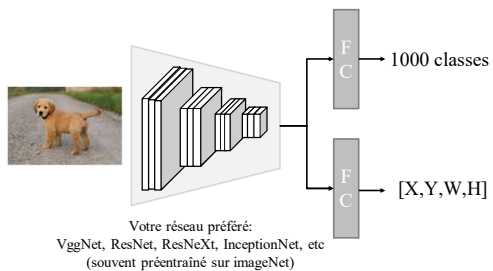 F
C
1000 classes
F
C
[X,Y,W,H]
Votre réseau préféré:
VggNet, ResNet, ResNeXt, InceptionNet, etc
(souvent préentraîné sur imageNet)